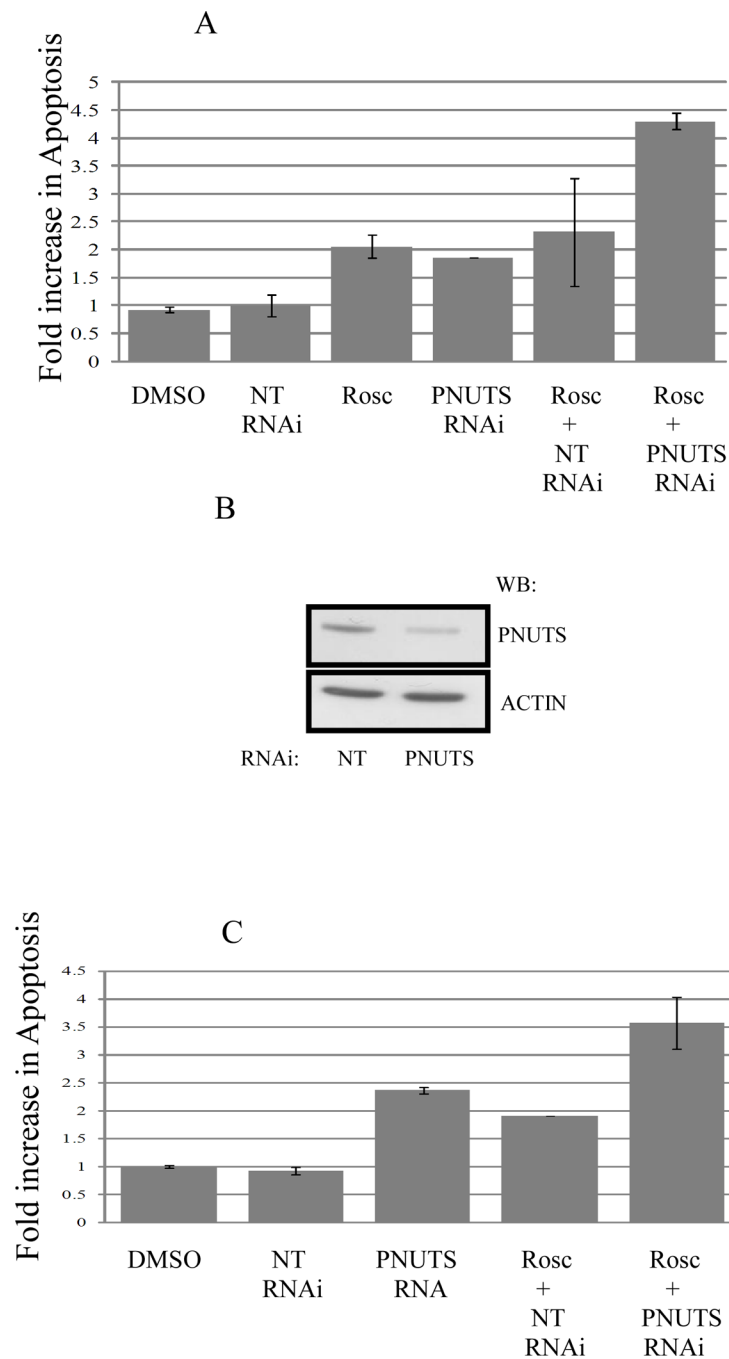 A
Fold increase in Apoptosis
5
4.5
4
3.5
3
2.5
2
1.5
1
0.5
0
DMSO
NT
RNAi
Rosc
PNUTS
RNAi
Rosc
+
NT
RNAi
Rosc
+
PNUTS
RNAi
B
WB:
PNUTS
ACTIN
RNAi: NT PNUTS
C
Fold increase in Apoptosis
4.5
4
3.5
3
2.5
2
1.5
1
0.5
0
DMSO
NT
RNAi
PNUTS
RNA
Rosc
+
NT
RNAi
Rosc
+
PNUTS
RNAi